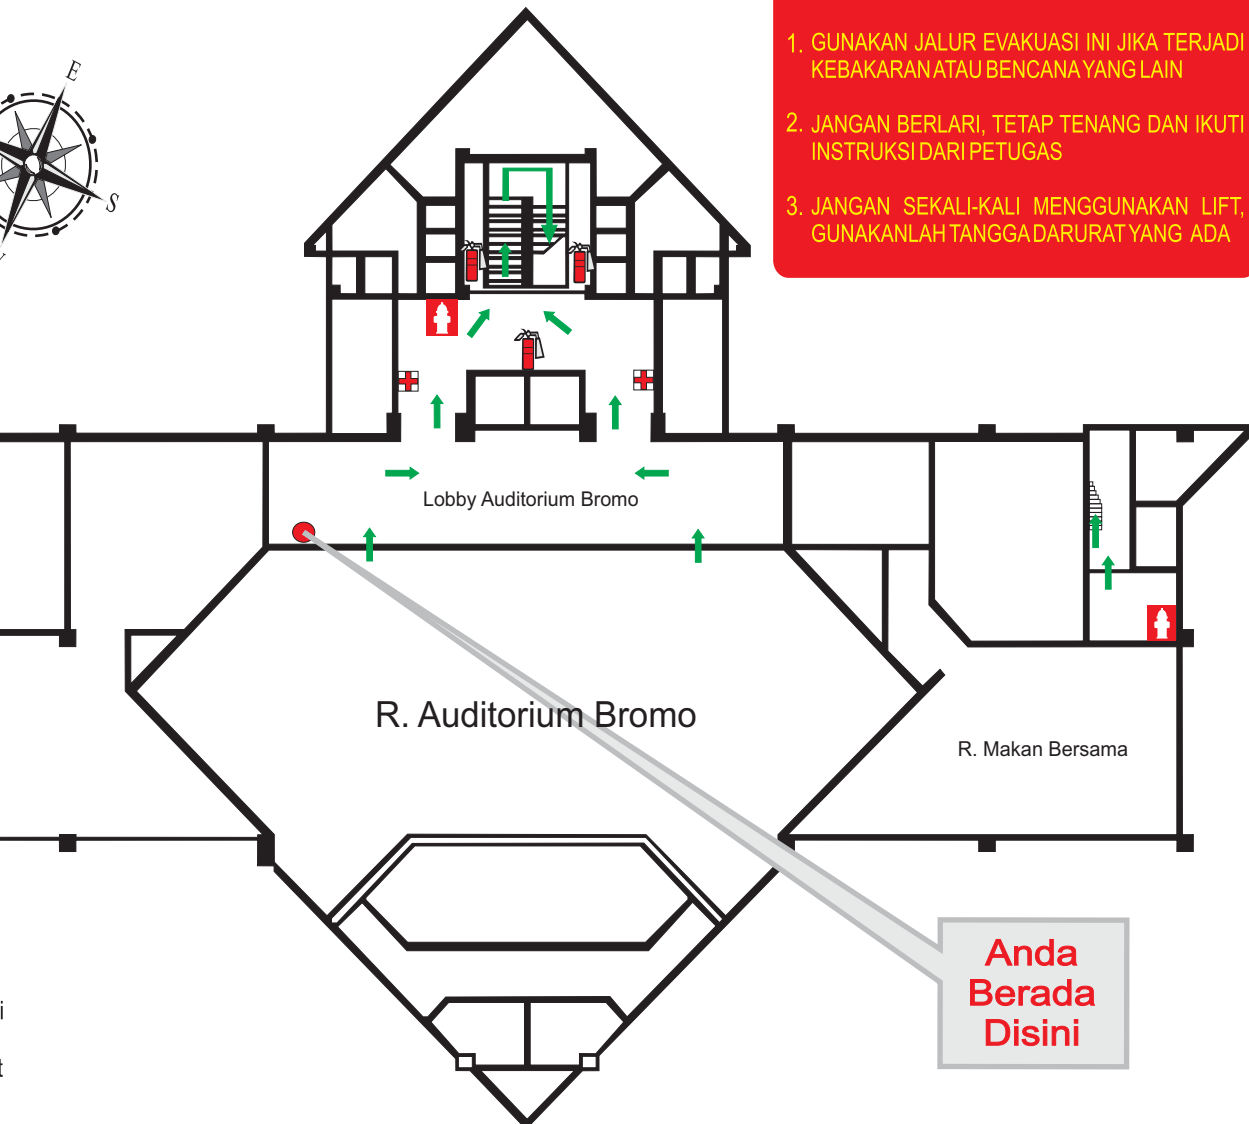 1. GUNAKAN JALUR EVAKUASI INI JIKA TERJADI
KEBAKARAN ATAU BENCANA YANG LAIN
2. JANGAN BERLARI, TETAP TENANG DAN IKUTI
INSTRUKSI DARI PETUGAS
3. JANGAN SEKALI-KALI MENGGUNAKAN LIFT,
GUNAKANLAH TANGGA DARURAT YANG ADA
E
S
Lobby Auditorium Bromo
R. Auditorium Bromo
R. Makan Bersama
Anda
Berada
Disini
i
t